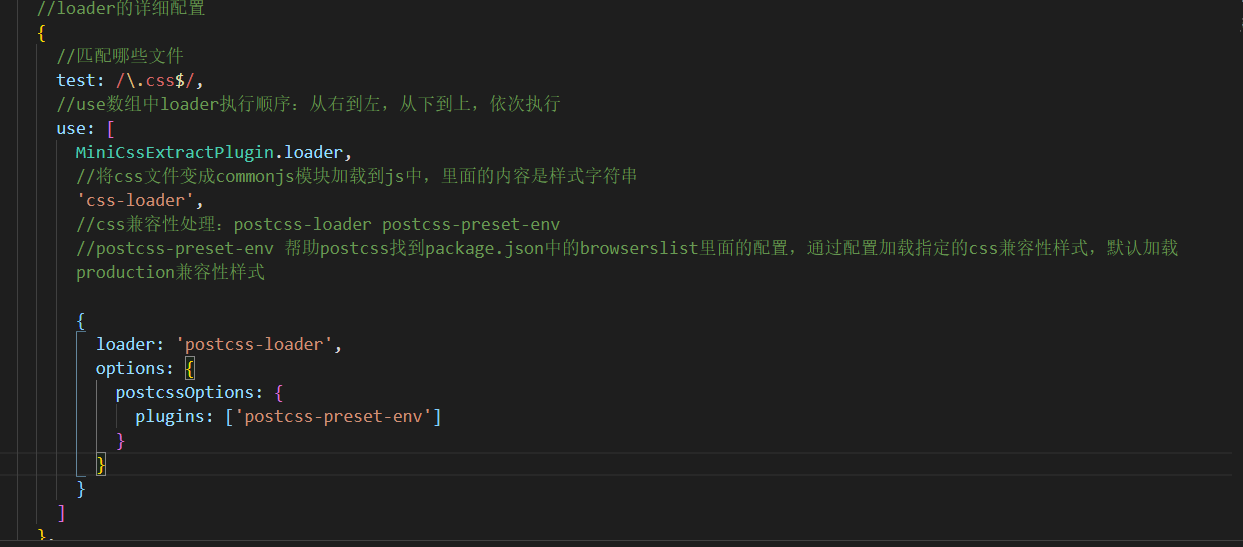 //loader的详细配置
{
//匹配哪些文件
test: /\.css$/,
//use数组中loader执行顺序：从右到左，从下到上，依次执行
use: [
MiniCssExtractPlugin.loader,
//将css文件变成commonjs模块加载到js中，里面的内容是样式字符串
'css-loader',
//css兼容性处理：postcss-loader postcss-preset-env
//postcss-preset-env 帮助postcss找到package.json中的browserslist里面的配置，通过配置加载指定的css兼容性样式，默认加载
production兼容性样式
{
loader: 'postcss-loader',
options: {
postcssOptions: {
plugins: ['postcss-preset-env']
}
}
}
]
},